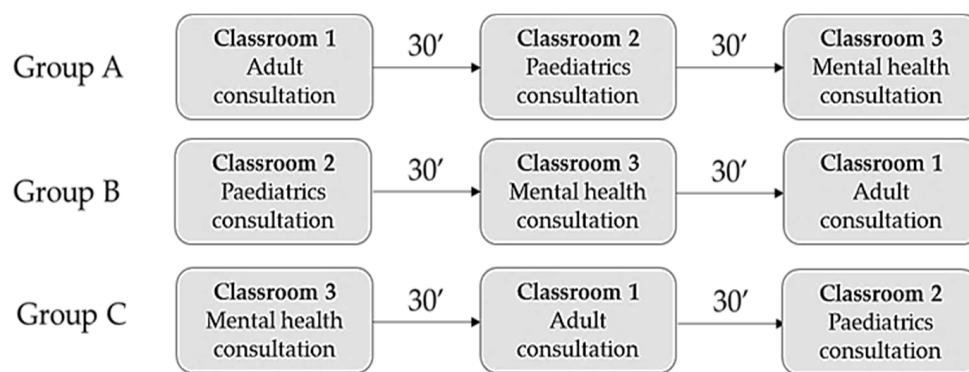 Group A
Classroom 1
Adult
consultation
30′
Classroom 2
Paediatrics
consultation
30′
Classroom 3
Mental health
consultation
Group B
Classroom 2
Paediatrics
consultation
30′
Classroom 3
Mental health
consultation
30′
Classroom 1
Adult
consultation
Group C
Classroom 3
Mental health
consultation
30′
Classroom 1
Adult
consultation
30′
Classroom 2
Paediatrics
consultation